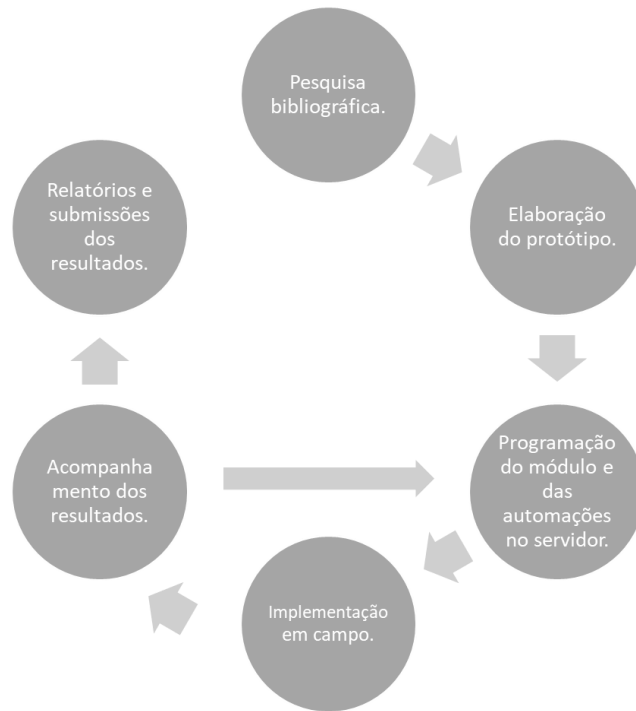 Pesquisa
bibliográfica.
Elaboração
do protótipo.
Programação
do módulo e
das
automações
no servidor.
Implementação
em campo.
Acompanha
mento dos
resultados.
Relatórios e
submissões
dos
resultados.